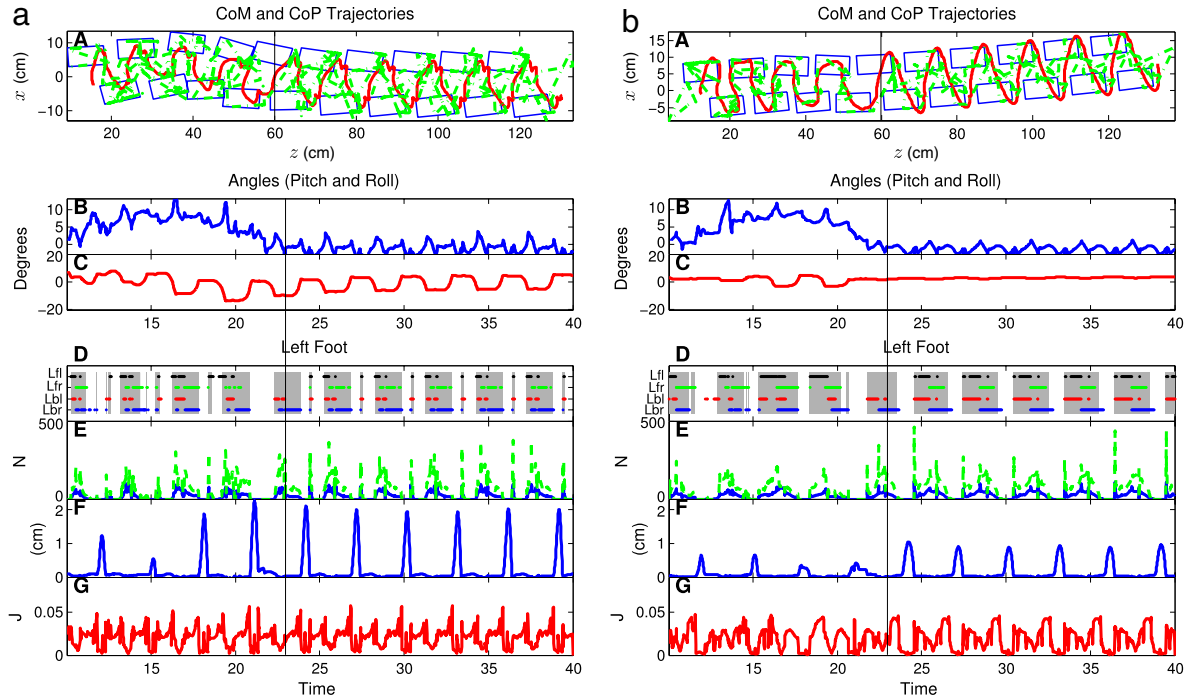 a
CoM and CoP Trajectories
A
10
0
−10
x (cm)
20 40 60 80 100 120
z (cm)
Angles (Pitch and Roll)
B
10
5
0
C
20
0
−20
Degrees
15 20 25 30 35 40
D
Left Foot
Lfl
Lfr
Lbl
Lbr
E
500
0
N
F
2
1
0
(cm)
G
0.05
0
J
10 15 20 25 30 35 40
Time
b
CoM and CoP Trajectories
A
15
10
5
0
−5
x (cm)
20 40 60 80 100 120
z (cm)
Angles (Pitch and Roll)
B
10
5
0
C
20
0
−20
Degrees
15 20 25 30 35 40
D
Left Foot
Lfl
Lfr
Lbl
Lbr
E
500
0
N
F
2
1
0
(cm)
G
0.05
0
J
15 20 25 30 35 40
Time